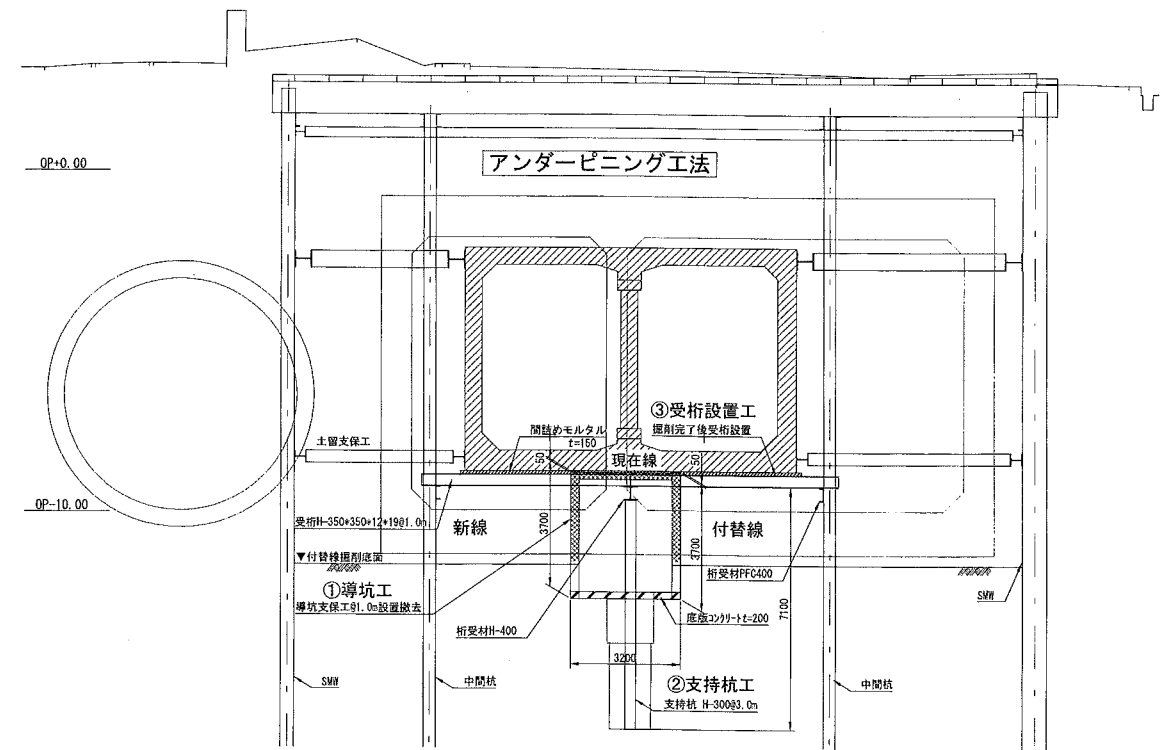 OP+0.00
アンダーピニング工法
③受桁設置工
掘削完了後受桁設置
間詰めモルタル
t=150
土留支保工
50
現在線
50
OP-10.00
受桁H-350*350*12*19@1.0m
新線
付替線
3700
3700
▼付替線掘削底面
①導坑工
導坑支保工@1.0m設置撤去
桁受材PFC400
桁受材H-400
底版コンクリートt=200
7100
SMW
3200
②支持杭工
支持杭 H-300@3.0m
SMW
中間杭
中間杭